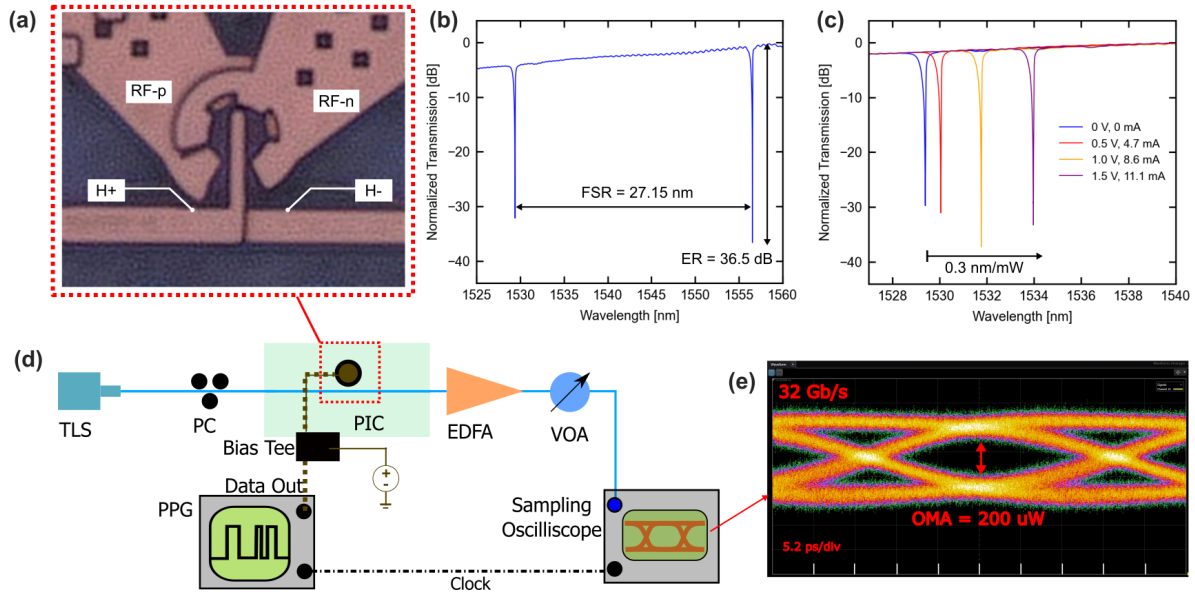 (a)
RF-p
RF-n
H+
H-
(b)
Normalized Transmission [dB]
0
−10
−20
−30
−40
FSR = 27.15 nm
ER = 36.5 dB
1525 1530 1535 1540 1545 1550 1555 1560
Wavelength [nm]
(c)
Normalized Transmission [dB]
0
−10
−20
−30
−40
0 V, 0 mA
0.5 V, 4.7 mA
1.0 V, 8.6 mA
1.5 V, 11.1 mA
0.3 nm/mW
1528 1530 1532 1534 1536 1538 1540
Wavelength [nm]
(d)
TLS
PC
PIC
EDFA
VOA
Bias Tee
+
-
Data Out
PPG
Sampling
Oscilliscope
Clock
(e)
32 Gb/s
OMA = 200 uW
5.2 ps/div